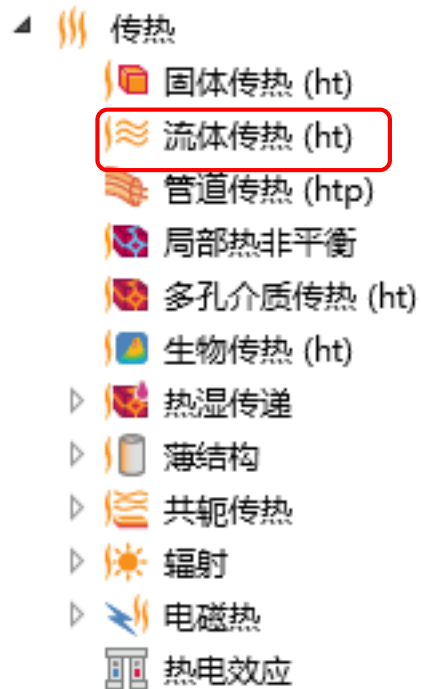 传热
固体传热 (ht)
流体传热 (ht)
管道传热 (htp)
局部热非平衡
多孔介质传热 (ht)
生物传热 (ht)
热湿传递
薄结构
共轭传热
辐射
电磁热
热电效应